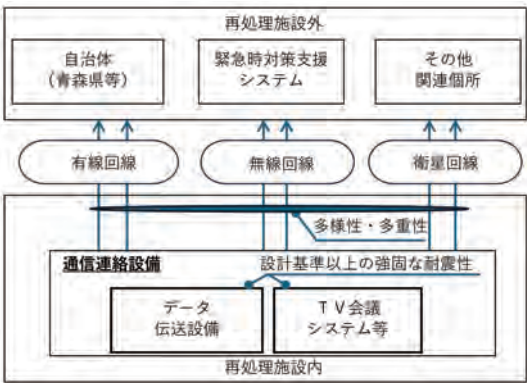 再処理施設外
自治体
（青森県等）
緊急時対策支援
システム
その他
関連個所
有線回線
無線回線
衛星回線
多様性・多重性
通信連絡設備
設計基準以上の強固な耐震性
データ
伝送設備
ＴＶ会議
システム等
再処理施設内